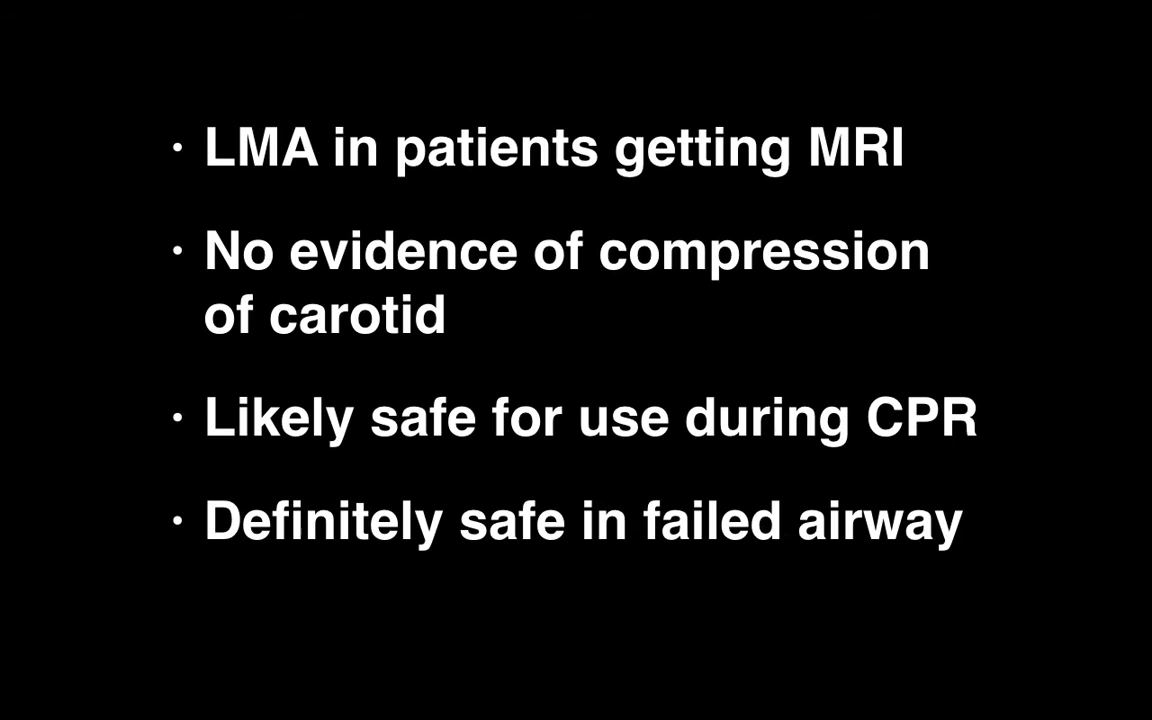 · LMA in patients getting MRI
· No evidence of compression
of carotid
· Likely safe for use during CPR
· Definitely safe in failed airway